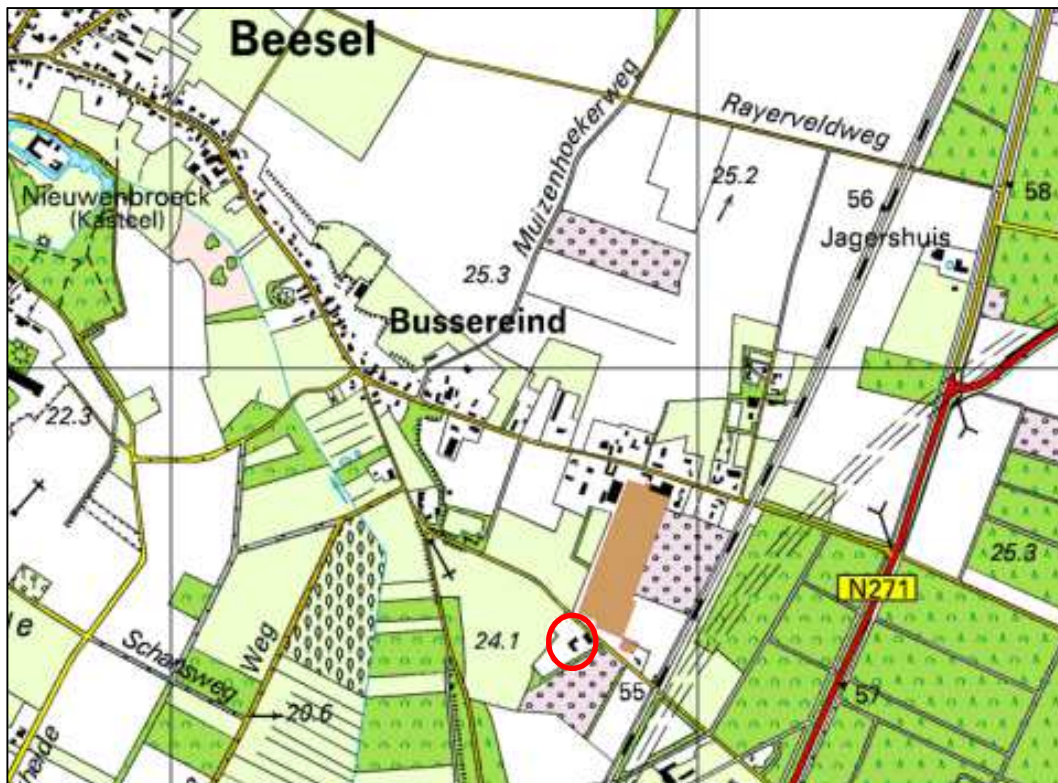 Beesel
Rayerveldweg
Muizenhoekerweg
25.2
56
58
Nieuwenbroeck
(Kasteel)
Jagershuis
25.3
Bussereind
22.3
25.3
N271
24.1
Schansweg
Weg
55
57
20.6